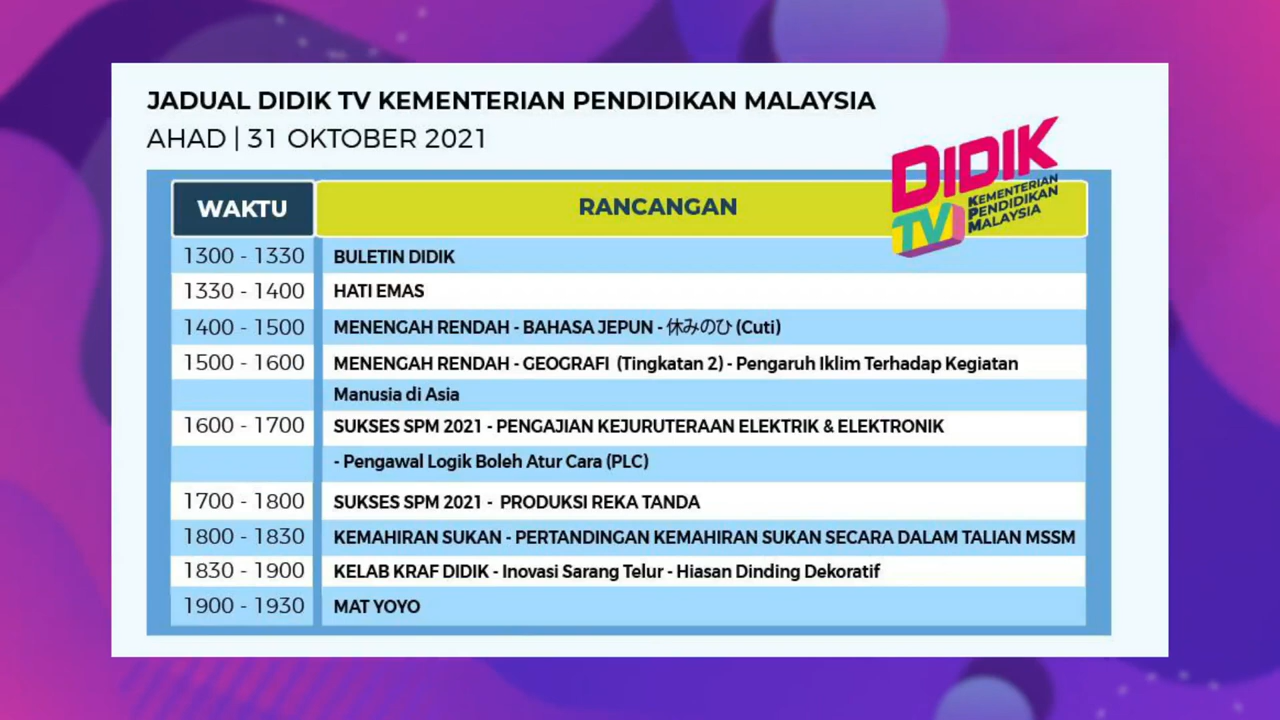 JADUAL DIDIK TV KEMENTERIAN PENDIDIKAN MALAYSIA
AHAD | 31 OKTOBER 2021
DIDIK
TV
KEMENTERIAN
PENDIDIKAN
MALAYSIA
WAKTU RANCANGAN
1300 - 1330 BULETIN DIDIK
1330 - 1400 HATI EMAS
1400 - 1500 MENENGAH RENDAH - BAHASA JEPUN - 休みのひ (Cuti)
1500 - 1600 MENENGAH RENDAH - GEOGRAFI (Tingkatan 2) - Pengaruh Iklim Terhadap Kegiatan
Manusia di Asia
1600 - 1700 SUKSES SPM 2021 - PENGAJIAN KEJURUTERAAN ELEKTRIK & ELEKTRONIK
- Pengawal Logik Boleh Atur Cara (PLC)
1700 - 1800 SUKSES SPM 2021 - PRODUKSI REKA TANDA
1800 - 1830 KEMAHIRAN SUKAN - PERTANDINGAN KEMAHIRAN SUKAN SECARA DALAM TALIAN MSSM
1830 - 1900 KELAB KRAF DIDIK - Inovasi Sarang Telur - Hiasan Dinding Dekoratif
1900 - 1930 MAT YOYO